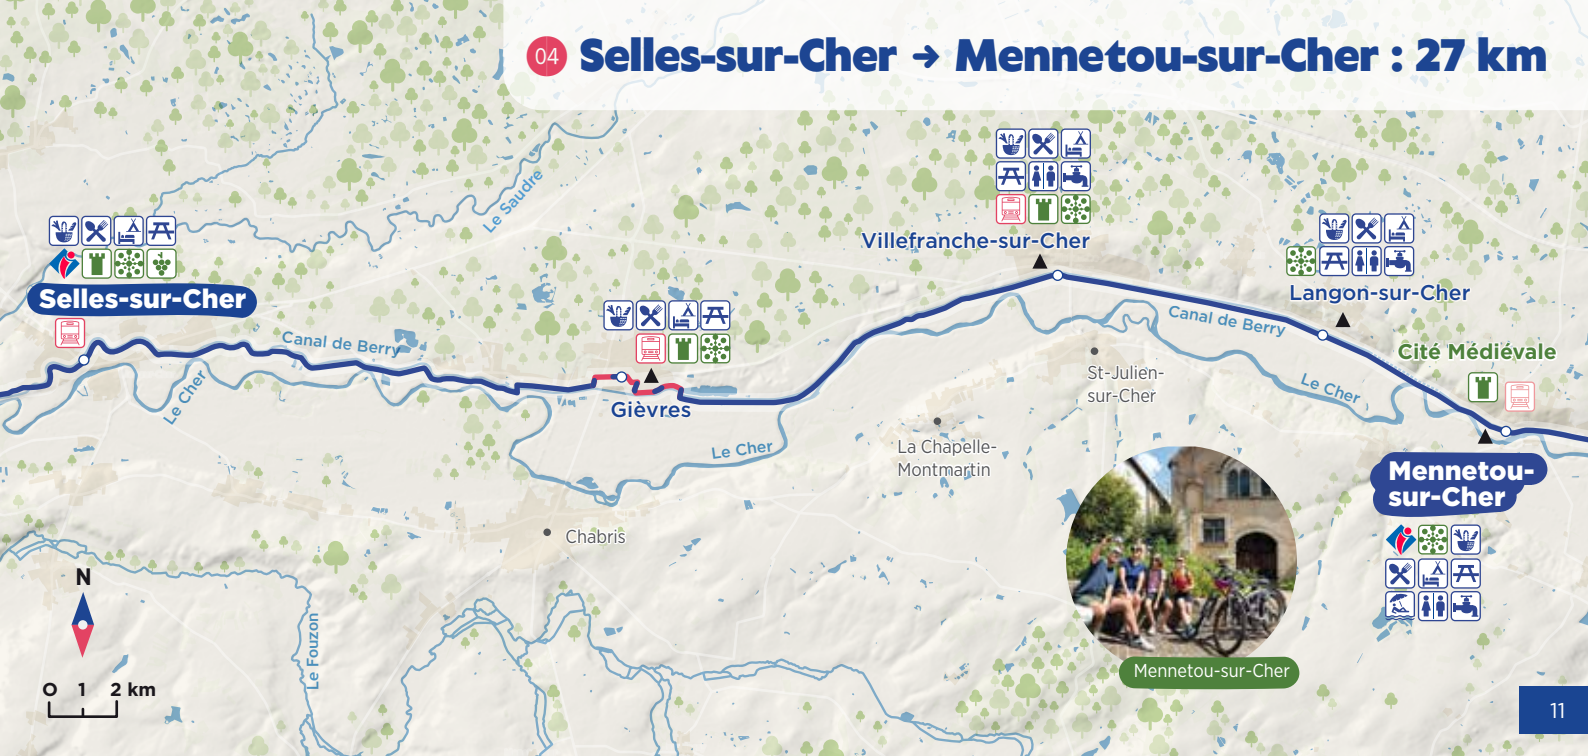 04 Selles-sur-Cher → Mennetou-sur-Cher : 27 km
Le Saudre
Villefranche-sur-Cher
Selles-sur-Cher
Langon-sur-Cher
Canal de Berry
Canal de Berry
Cité Médiévale
Le Cher
St-Julien-
sur-Cher
Le Cher
Gièvres
Le Cher
La Chapelle-
Montmartin
Mennetou-
sur-Cher
Chabris
N
Le Fouzon
Mennetou-sur-Cher
0 1 2 km
11